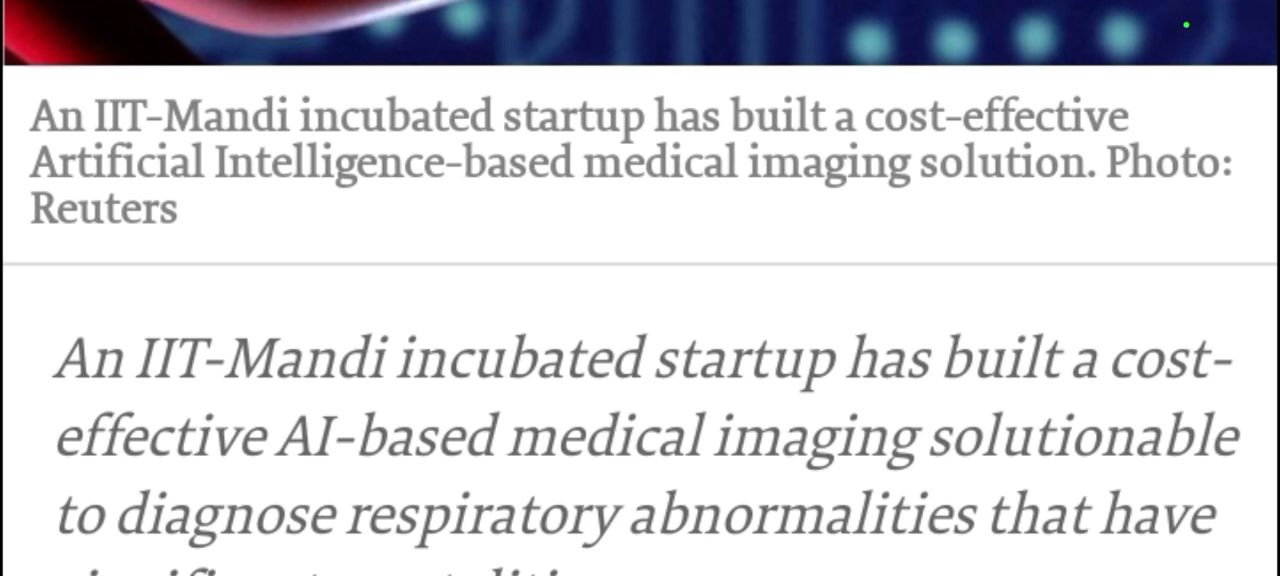 An IIT-Mandi incubated startup has built a cost-effective
Artificial Intelligence-based medical imaging solution. Photo:
Reuters
An IIT-Mandi incubated startup has built a cost-
effective AI-based medical imaging solutionable
to diagnose respiratory abnormalities that have